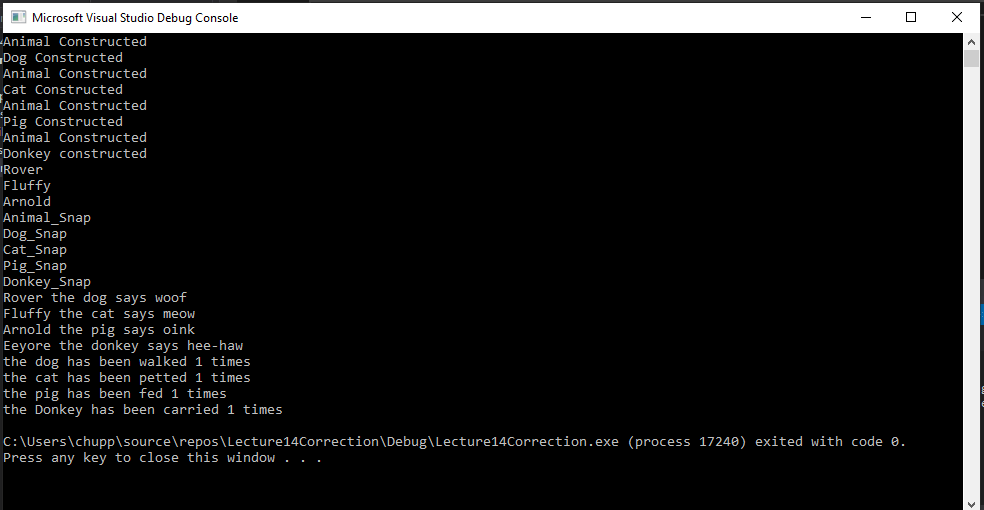 Microsoft Visual Studio Debug Console
Animal Constructed
Dog Constructed
Animal Constructed
Cat Constructed
Animal Constructed
Pig Constructed
Animal Constructed
Donkey constructed
Rover
Fluffy
Arnold
Animal_Snap
Dog_Snap
Cat_Snap
Pig_Snap
Donkey_Snap
Rover the dog says woof
Fluffy the cat says meow
Arnold the pig says oink
Eeyore the donkey says hee-haw
the dog has been walked 1 times
the cat has been petted 1 times
the pig has been fed 1 times
the Donkey has been carried 1 times
C:\Users\chupp\source\repos\Lecture14Correction\Debug\Lecture14Correction.exe (process 17240) exited with code 0.
Press any key to close this window . . .